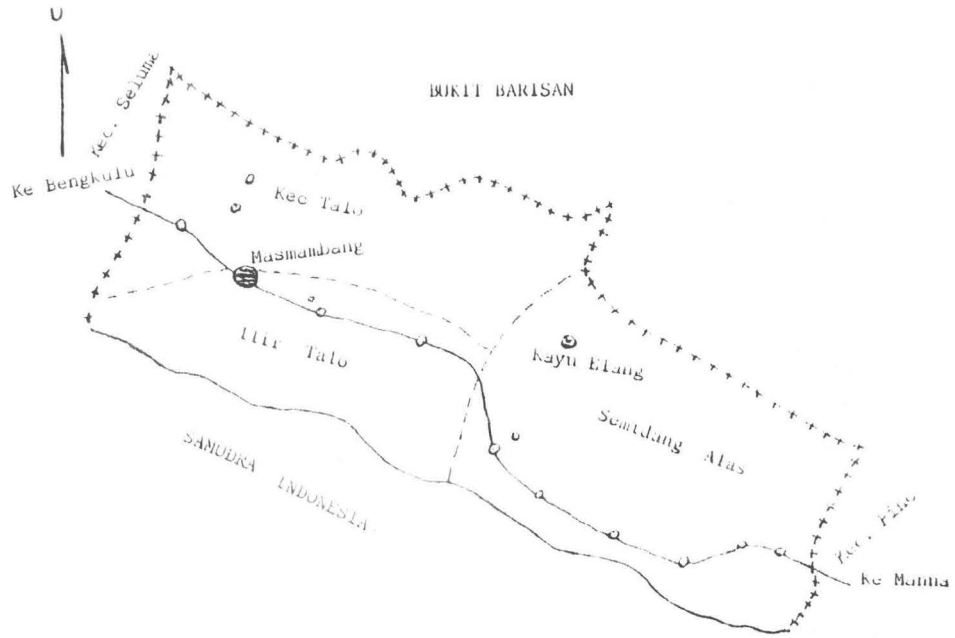 U
BUKIT BARISAN
Kec. Seluma
Ke Bengkulu
Kec Talo
Masmambang
Ilir Talo
Kayu Elang
Semidang Alas
SAMUDRA INDONESIA
Kec. Pino
Ke Manna